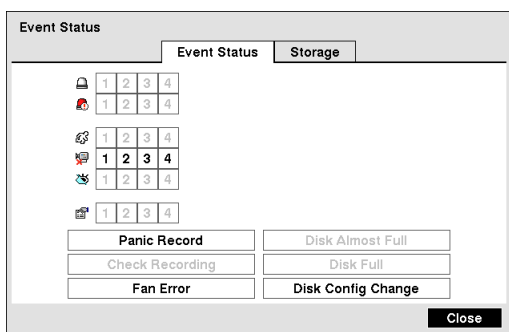 Event Status
Event Status Storage
1 2 3 4
1 2 3 4
1 2 3 4
1 2 3 4
1 2 3 4
1 2 3 4
Panic Record Disk Almost Full
Check Recording Disk Full
Fan Error Disk Config Change
Close